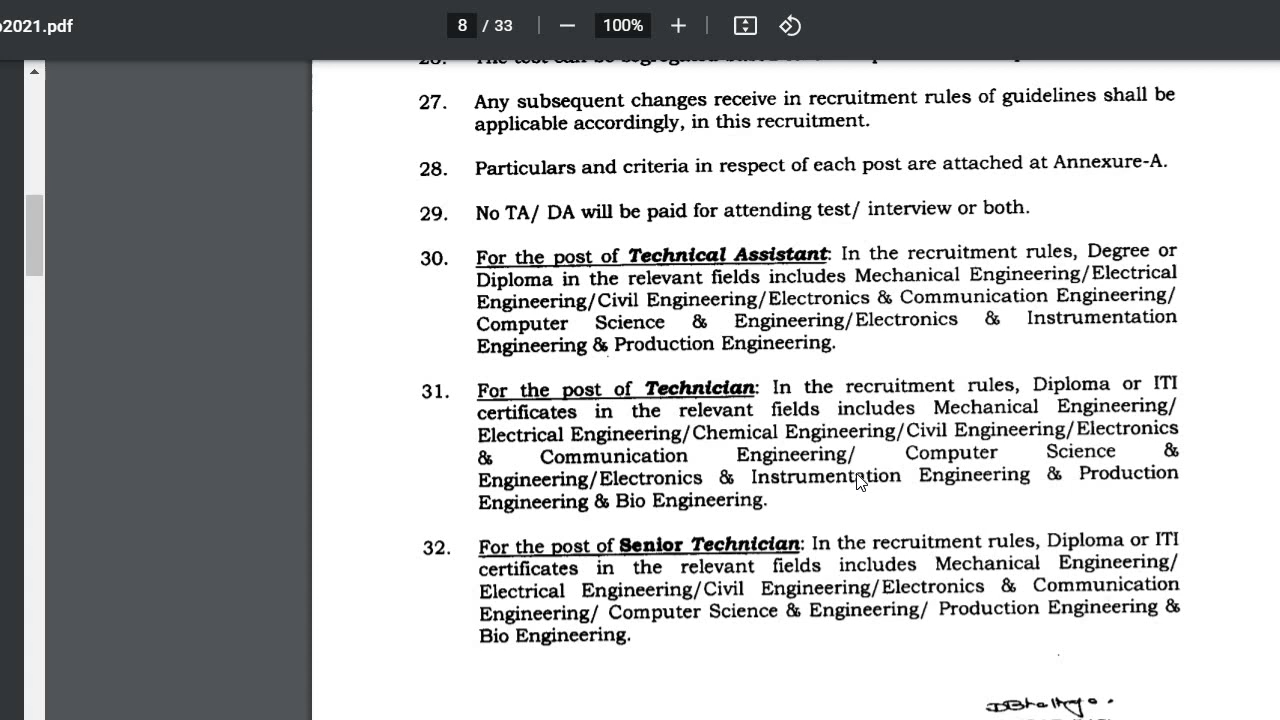 o2021.pdf
8 / 33
100%
27. Any subsequent changes receive in recruitment rules of guidelines shall be
applicable accordingly, in this recruitment.
28. Particulars and criteria in respect of each post are attached at Annexure-A.
29. No TA/ DA will be paid for attending test/ interview or both.
30. For the post of Technical Assistant: In the recruitment rules, Degree or
Diploma in the relevant fields includes Mechanical Engineering/Electrical
Engineering/Civil Engineering/Electronics & Communication Engineering/
Computer Science & Engineering/Electronics & Instrumentation
Engineering & Production Engineering.
31. For the post of Technician: In the recruitment rules, Diploma or ITI
certificates in the relevant fields includes Mechanical Engineering/
Electrical Engineering/Chemical Engineering/Civil Engineering/Electronics
& Communication Engineering/ Computer Science &
Engineering/Electronics & Instrumentation Engineering & Production
Engineering & Bio Engineering.
32. For the post of Senior Technician: In the recruitment rules, Diploma or ITI
certificates in the relevant fields includes Mechanical Engineering/
Electrical Engineering/Civil Engineering/Electronics & Communication
Engineering/ Computer Science & Engineering/ Production Engineering &
Bio Engineering.